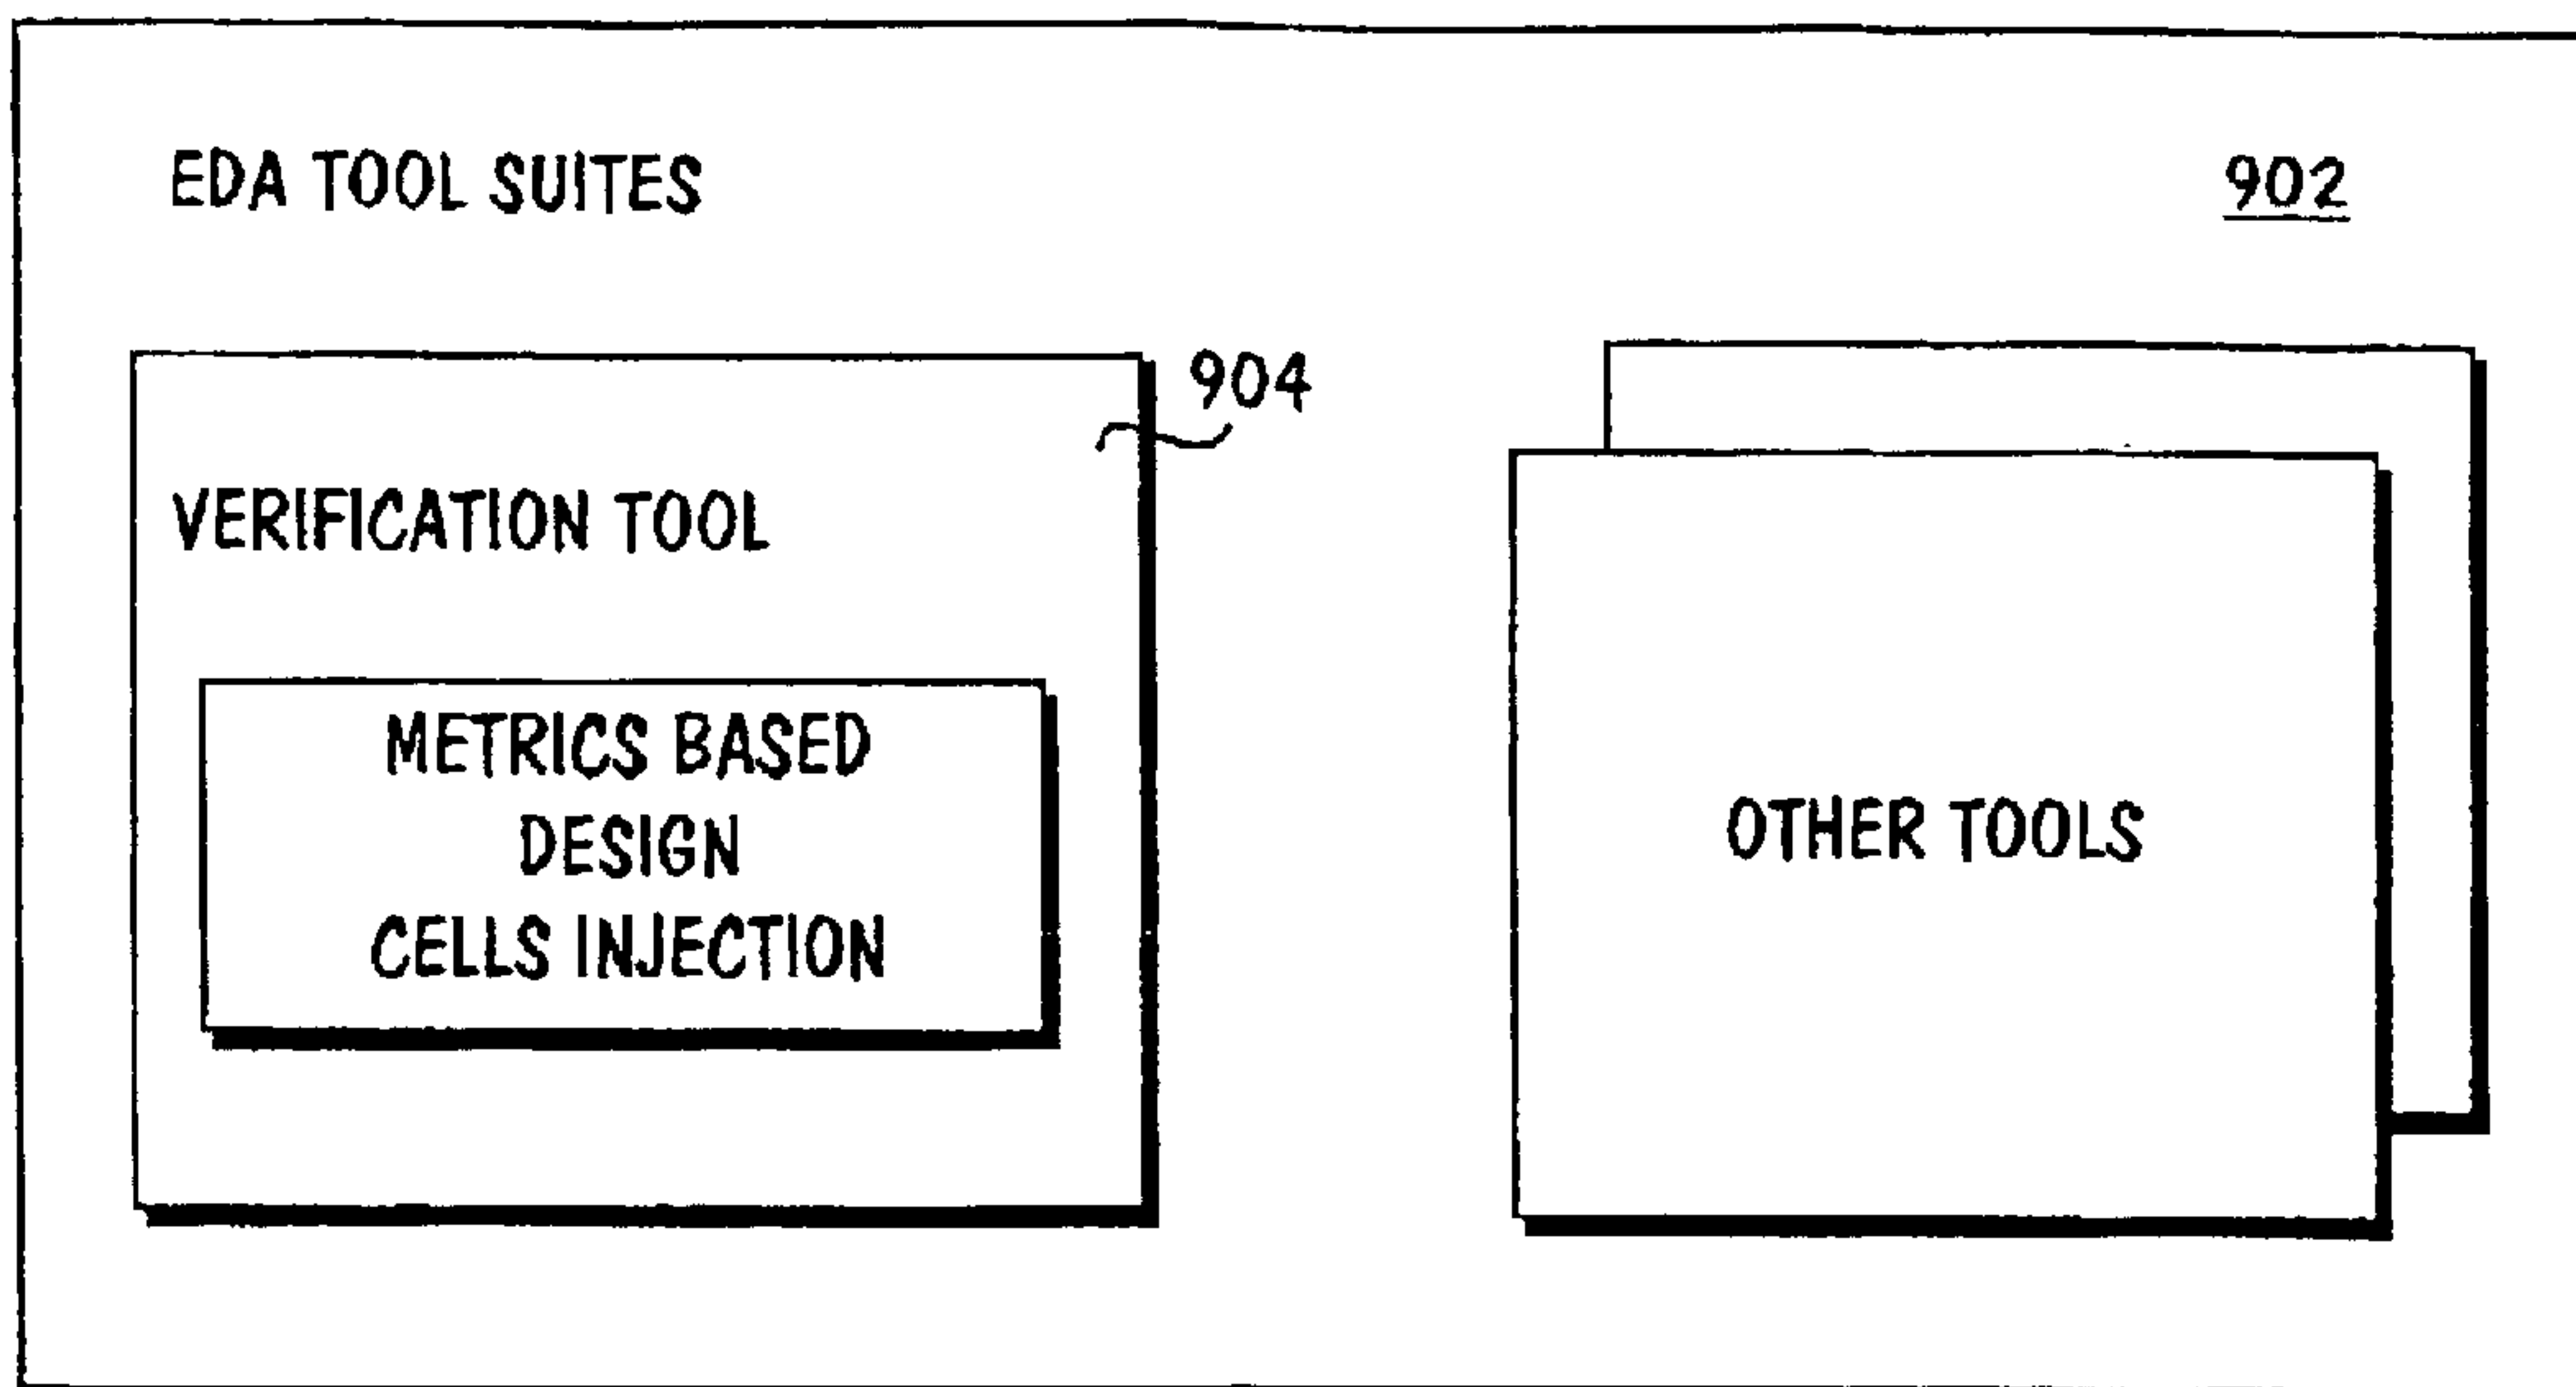 EDA TOOL SUITES
902
904
VERIFICATION TOOL
METRICS BASED
DESIGN
CELLS INJECTION
OTHER TOOLS